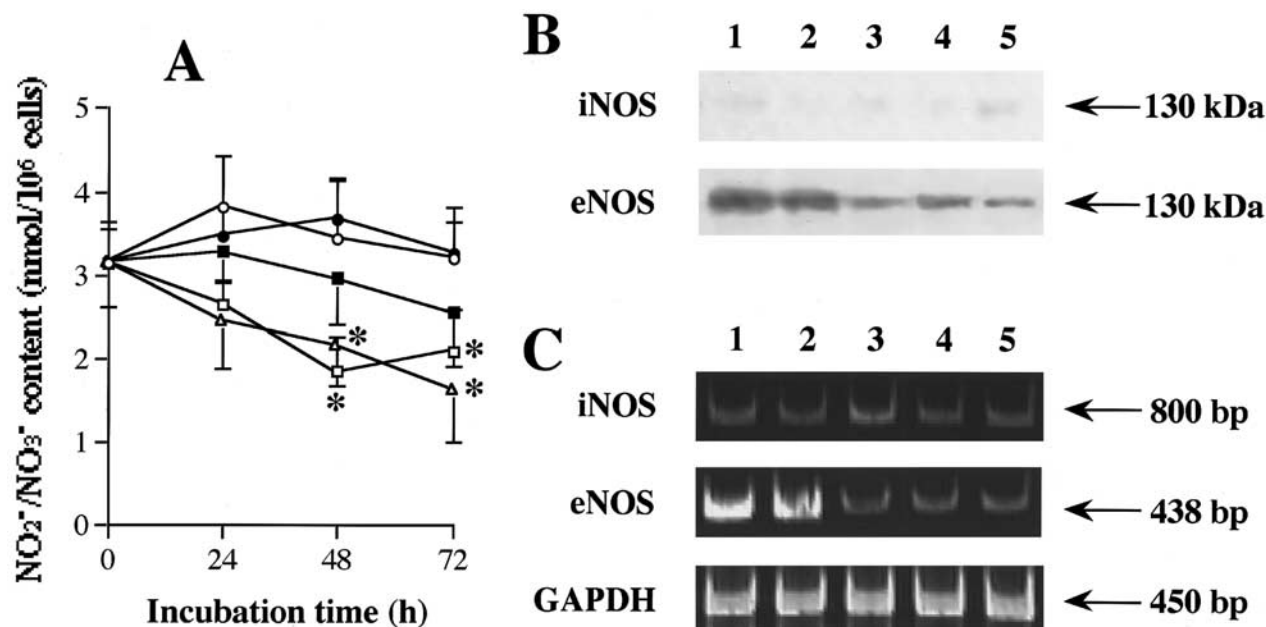 A
NO₂⁻/NO₃⁻ content (nmol/10⁶ cells)
5
4
3
2
1
0
* * * *
0 24 48 72
Incubation time (h)
B
1 2 3 4 5
iNOS 130 kDa
eNOS 130 kDa
C
1 2 3 4 5
iNOS 800 bp
eNOS 438 bp
GAPDH 450 bp